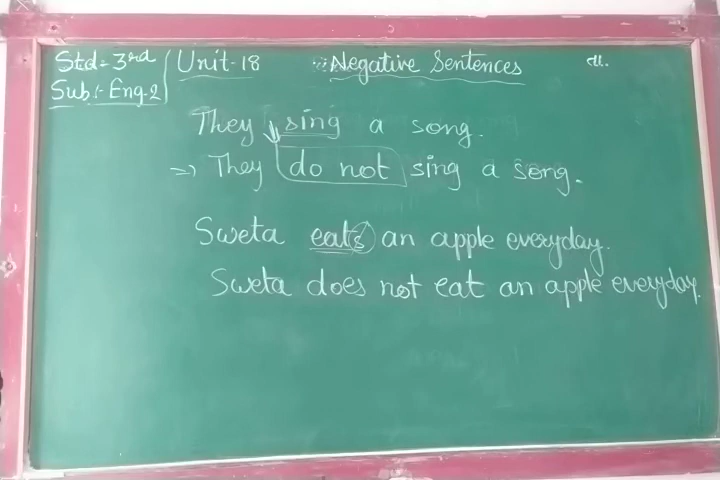 Std:- 3rd Unit-18 Negative Sentences
Sub:- Eng-2
They sing a song.
=> They do not sing a song.
Sweta eats an apple everyday.
Sweta does not eat an apple everyday.